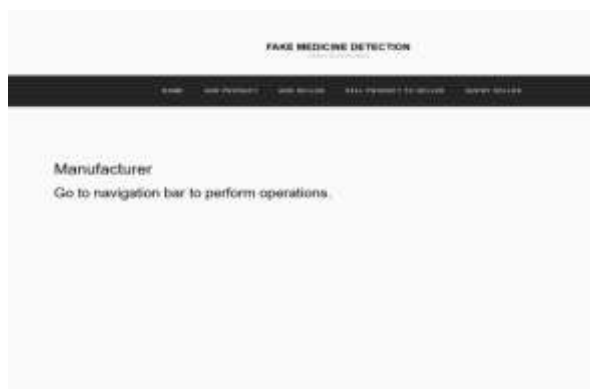 FAKE MEDICINE DETECTION
HOME ADD PRODUCT ADD SELLER SELL PRODUCT TO SELLER QUERY SELLER
Manufacturer
Go to navigation bar to perform operations.